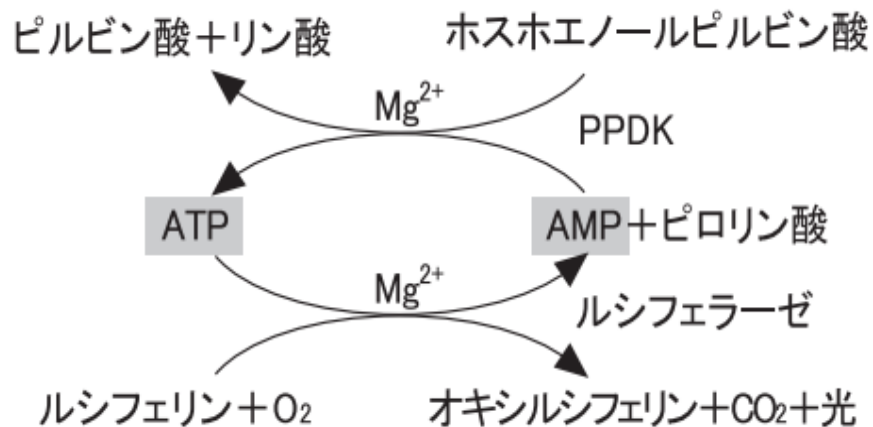 ピルビン酸+リン酸
ホスホエノールピルビン酸
Mg²⁺
PPDK
ATP
AMP+ピロリン酸
Mg²⁺
ルシフェラーゼ
ルシフェリン+O₂
オキシルシフェリン+CO₂+光